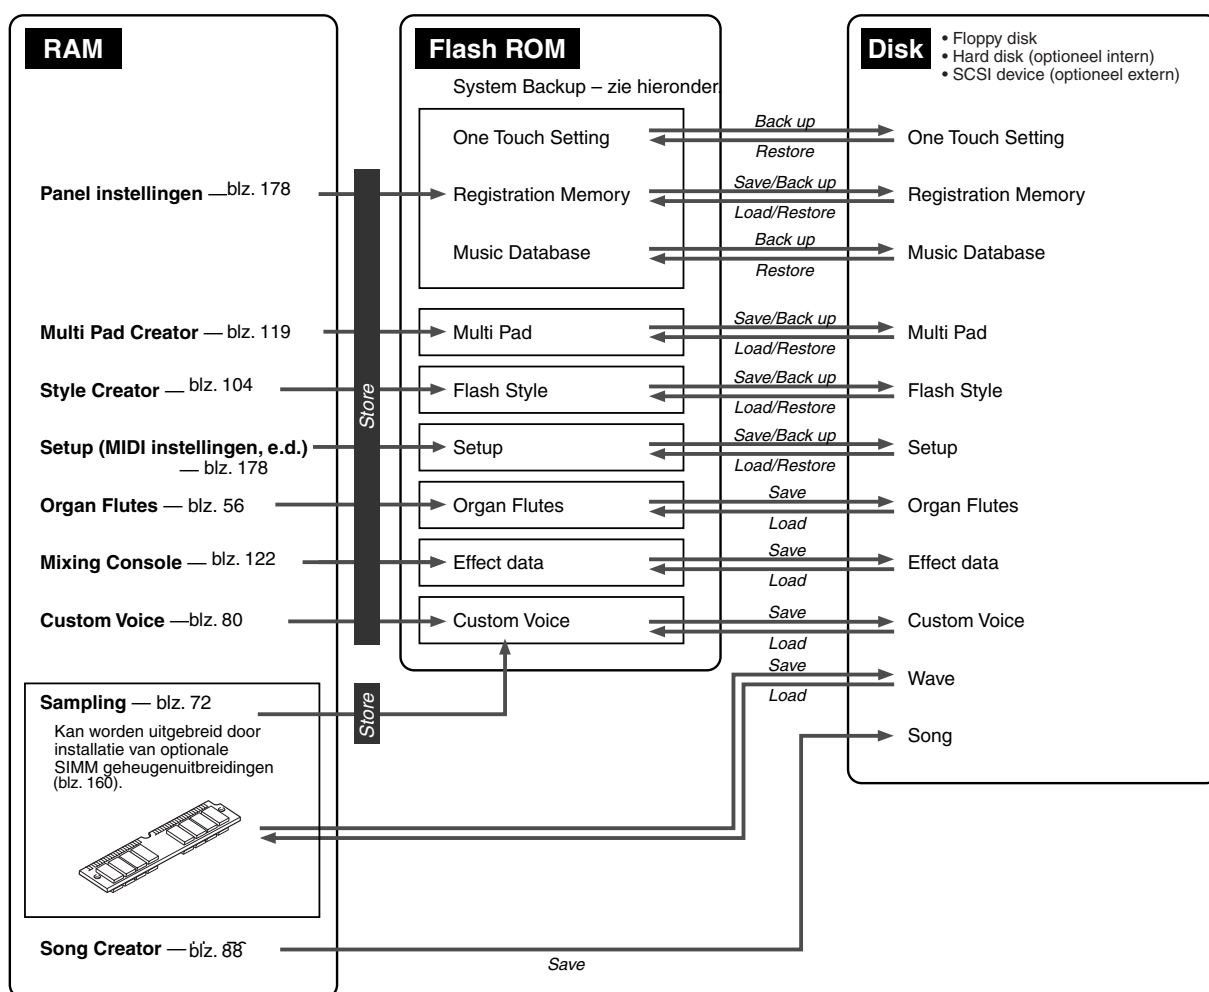 RAM
Flash ROM
Disk
• Floppy disk
• Hard disk (optioneel intern)
• SCSI device (optioneel extern)
System Backup – zie hieronder.
One Touch Setting
Back up
Restore
One Touch Setting
Panel instellingen — blz. 178
Registration Memory
Save/Back up
Load/Restore
Registration Memory
Music Database
Back up
Restore
Music Database
Store
Multi Pad Creator — blz. 119
Multi Pad
Save/Back up
Load/Restore
Multi Pad
Style Creator — blz. 104
Flash Style
Save/Back up
Load/Restore
Flash Style
Setup (MIDI instellingen, e.d.)
— blz. 178
Setup
Save/Back up
Load/Restore
Setup
Organ Flutes — blz. 56
Organ Flutes
Save
Load
Organ Flutes
Mixing Console — blz. 122
Effect data
Save
Load
Effect data
Custom Voice — blz. 80
Custom Voice
Save
Load
Custom Voice
Sampling — blz. 72
Store
Save
Load
Wave
Kan worden uitgebreid door
installatie van optionale
SIMM geheugenuitbreidingen
(blz. 160).
Song
Song Creator — blz. 88
Save